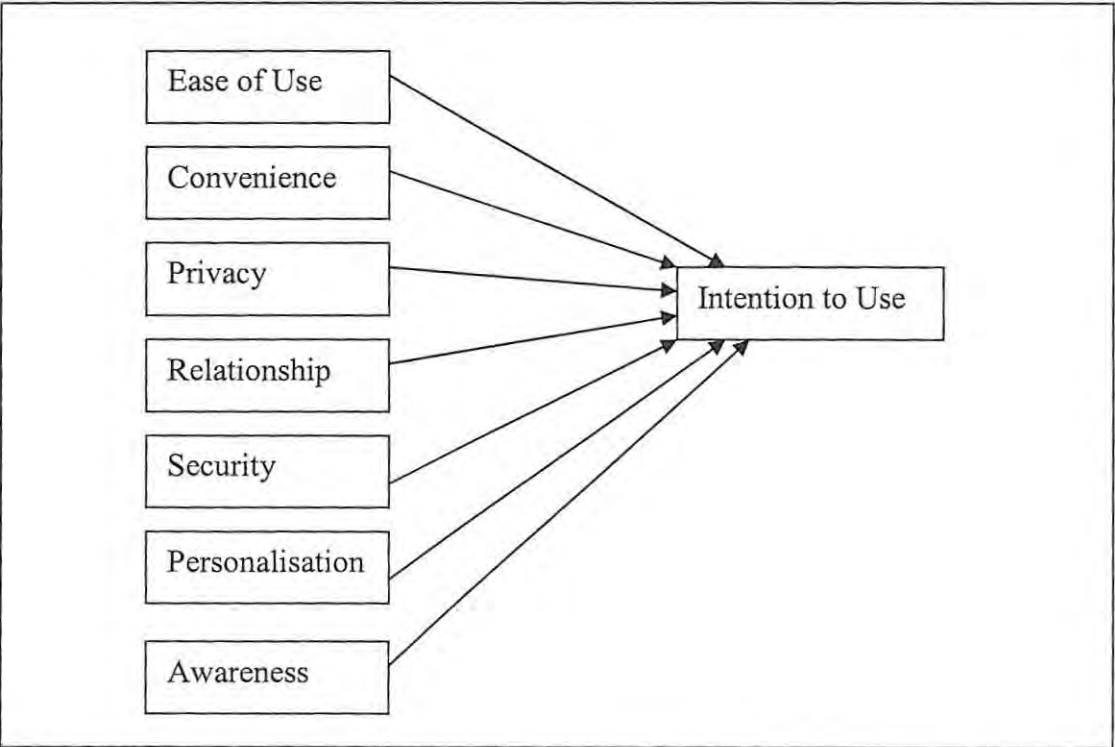 Ease of Use
Convenience
Privacy
Intention to Use
Relationship
Security
Personalisation
Awareness